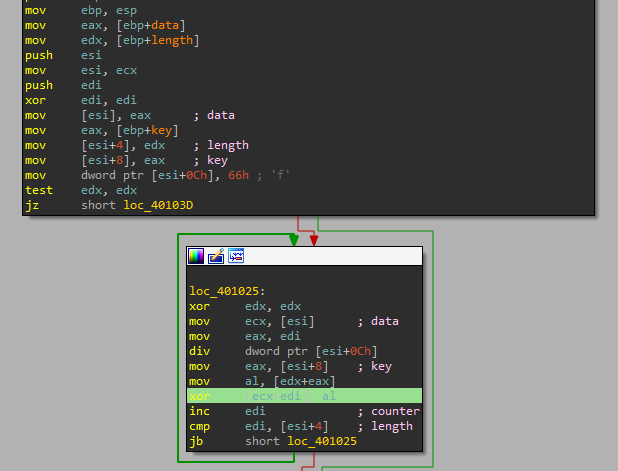 mov ebp, esp
mov eax, [ebp+data]
mov edx, [ebp+length]
push esi
mov esi, ecx
push edi
xor edi, edi
mov [esi], eax ; data
mov eax, [ebp+key]
mov [esi+4], edx ; length
mov [esi+8], eax ; key
mov dword ptr [esi+0Ch], 66h ; 'f'
test edx, edx
jz short loc_40103D
loc_401025:
xor edx, edx
mov ecx, [esi] ; data
mov eax, edi
div dword ptr [esi+0Ch]
mov eax, [esi+8] ; key
mov al, [edx+eax]
xor ecx edi al
inc edi ; counter
cmp edi, [esi+4] ; length
jb short loc_401025